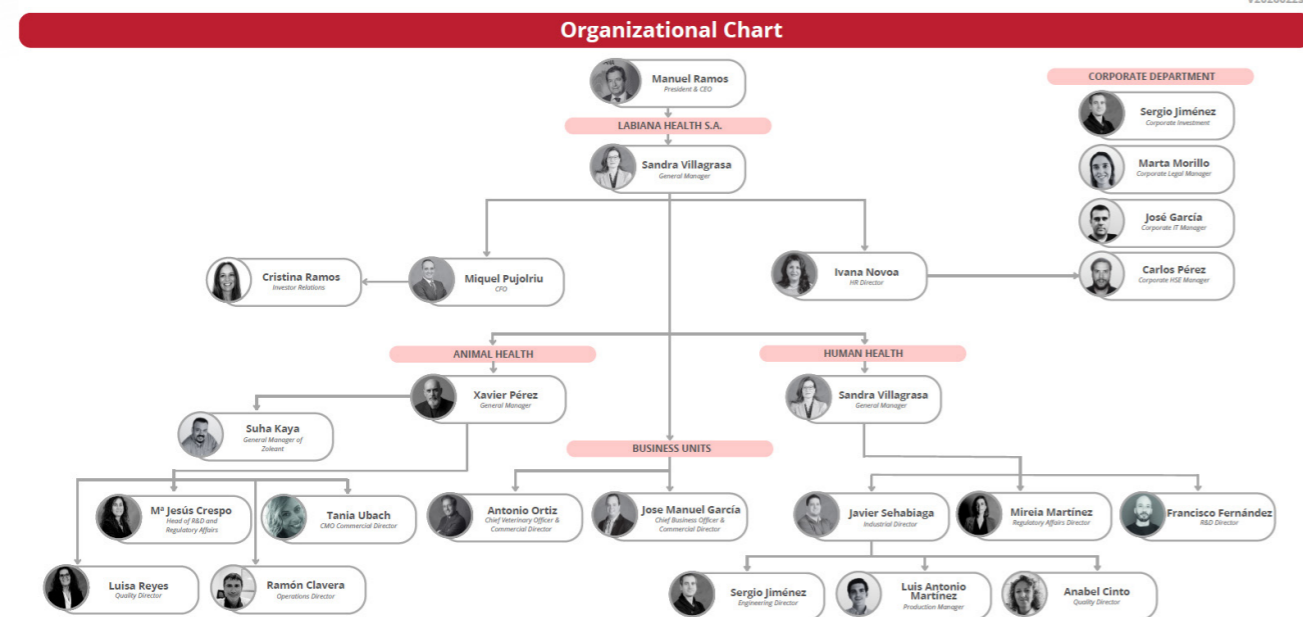 Organizational Chart
Manuel Ramos
President & CEO
LABIANA HEALTH S.A.
Sandra Villagrasa
General Manager
CORPORATE DEPARTMENT
Sergio Jiménez
Corporate Investment
Marta Morillo
Corporate Legal Manager
José García
Corporate IT Manager
Carlos Pérez
Corporate HSE Manager
Cristina Ramos
Investor Relations
Miquel Pujolriu
CFO
Ivana Novoa
HR Director
ANIMAL HEALTH
Xavier Pérez
General Manager
Suha Kaya
General Manager of
Zoleant
HUMAN HEALTH
Sandra Villagrasa
General Manager
BUSINESS UNITS
Mª Jesús Crespo
Head of R&D and
Regulatory Affairs
Tania Ubach
CMO Commercial Director
Antonio Ortiz
Chief Veterinary Officer &
Commercial Director
Jose Manuel García
Chief Business Officer &
Commercial Director
Javier Sehabiaga
Industrial Director
Mireia Martínez
Regulatory Affairs Director
Francisco Fernández
R&D Director
Luisa Reyes
Quality Director
Ramón Clavera
Operations Director
Sergio Jiménez
Engineering Director
Luis Antonio
Martínez
Production Manager
Anabel Cinto
Quality Director